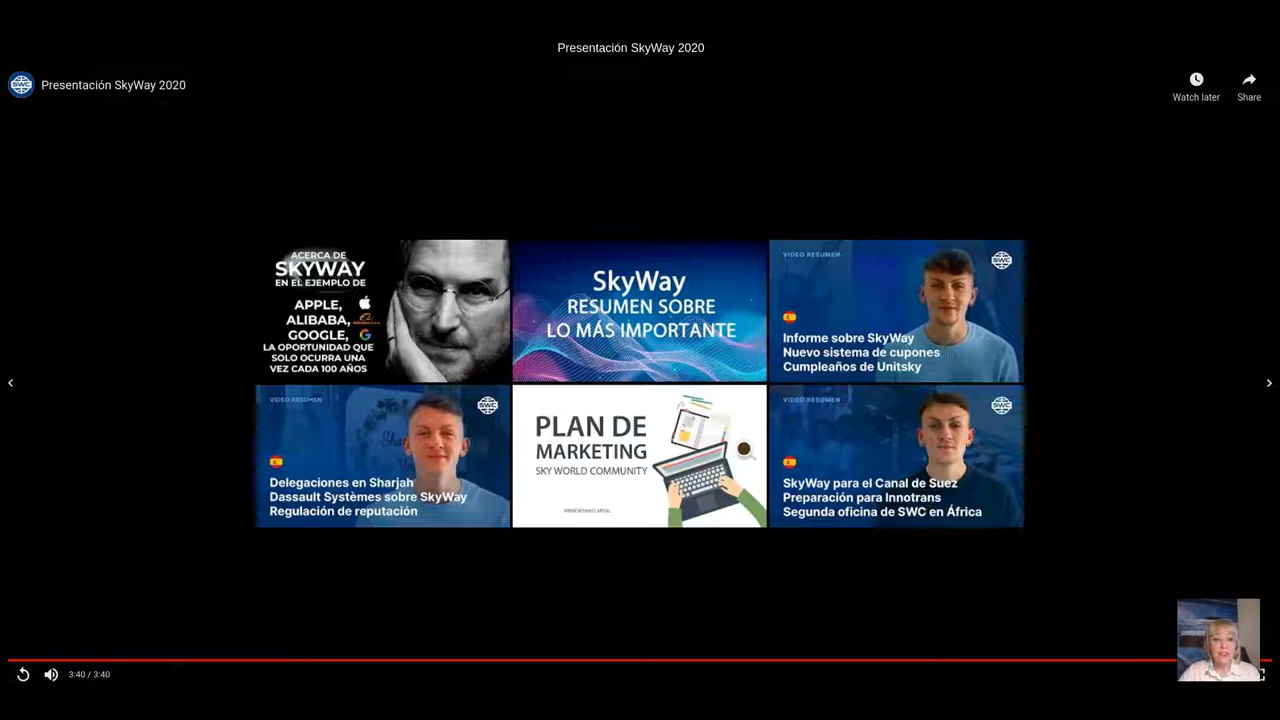 Presentación SkyWay 2020
SWC
Presentación SkyWay 2020
Watch later
Share
ACERCA DE
SKYWAY
EN EL EJEMPLO DE
APPLE,
ALIBABA,
GOOGLE,
LA OPORTUNIDAD QUE
SOLO OCURRA UNA
VEZ CADA 100 AÑOS
SkyWay
RESUMEN SOBRE
LO MÁS IMPORTANTE
VIDEO RESUMEN
SWC
Informe sobre SkyWay
Nuevo sistema de cupones
Cumpleaños de Unitsky
VIDEO RESUMEN
SWC
Delegaciones en Sharjah
Dassault Systèmes sobre SkyWay
Regulación de reputación
PLAN DE
MARKETING
SKY WORLD COMMUNITY
VIDEO RESUMEN
SWC
SkyWay para el Canal de Suez
Preparación para Innotrans
Segunda oficina de SWC en África
3:40 / 3:40